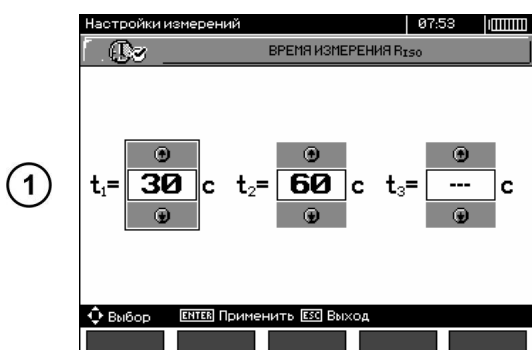 Настройки измерений 07:53
ВРЕМЯ ИЗМЕРЕНИЯ RISO
1 t1= 30 с t2= 60 с t3= --- с
Выбор ENTER Применить ESC Выход